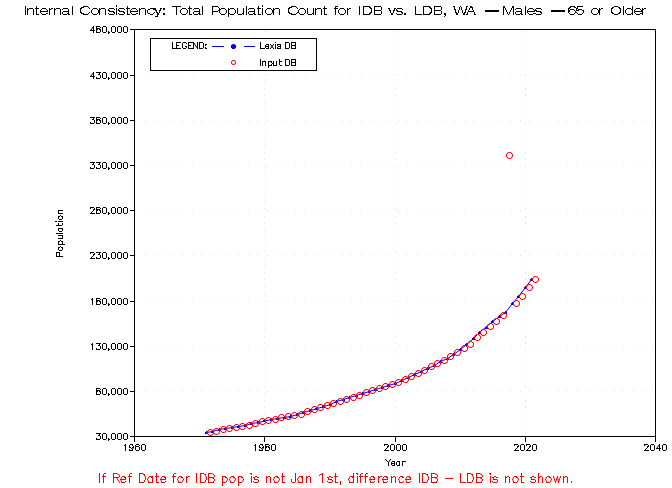 Internal Consistency: Total Population Count for IDB vs. LDB, WA — Males — 65 or Older
LEGEND: Lexis DB
Input DB
480,000
430,000
380,000
330,000
280,000
230,000
180,000
130,000
80,000
30,000
Population
1960 1980 2000 2020 2040
Year
If Ref Date for IDB pop is not Jan 1st, difference IDB − LDB is not shown.